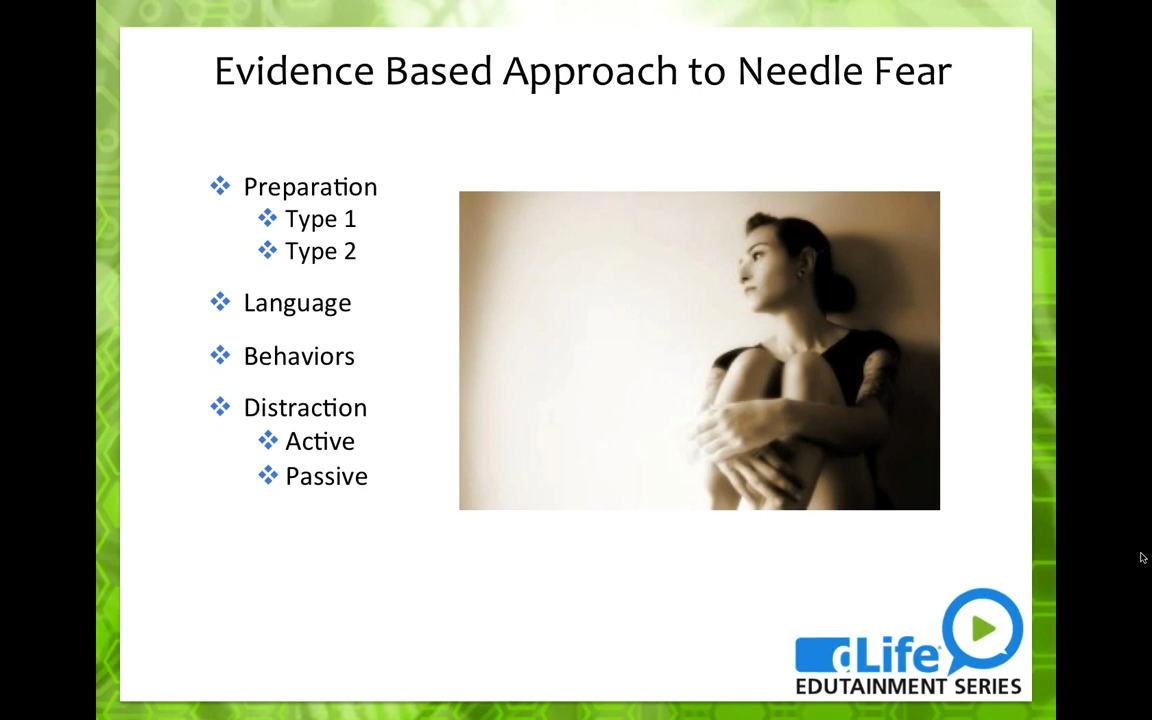 Evidence Based Approach to Needle Fear
Preparation
Type 1
Type 2
Language
Behaviors
Distraction
Active
Passive
dLife
EDUTAINMENT SERIES